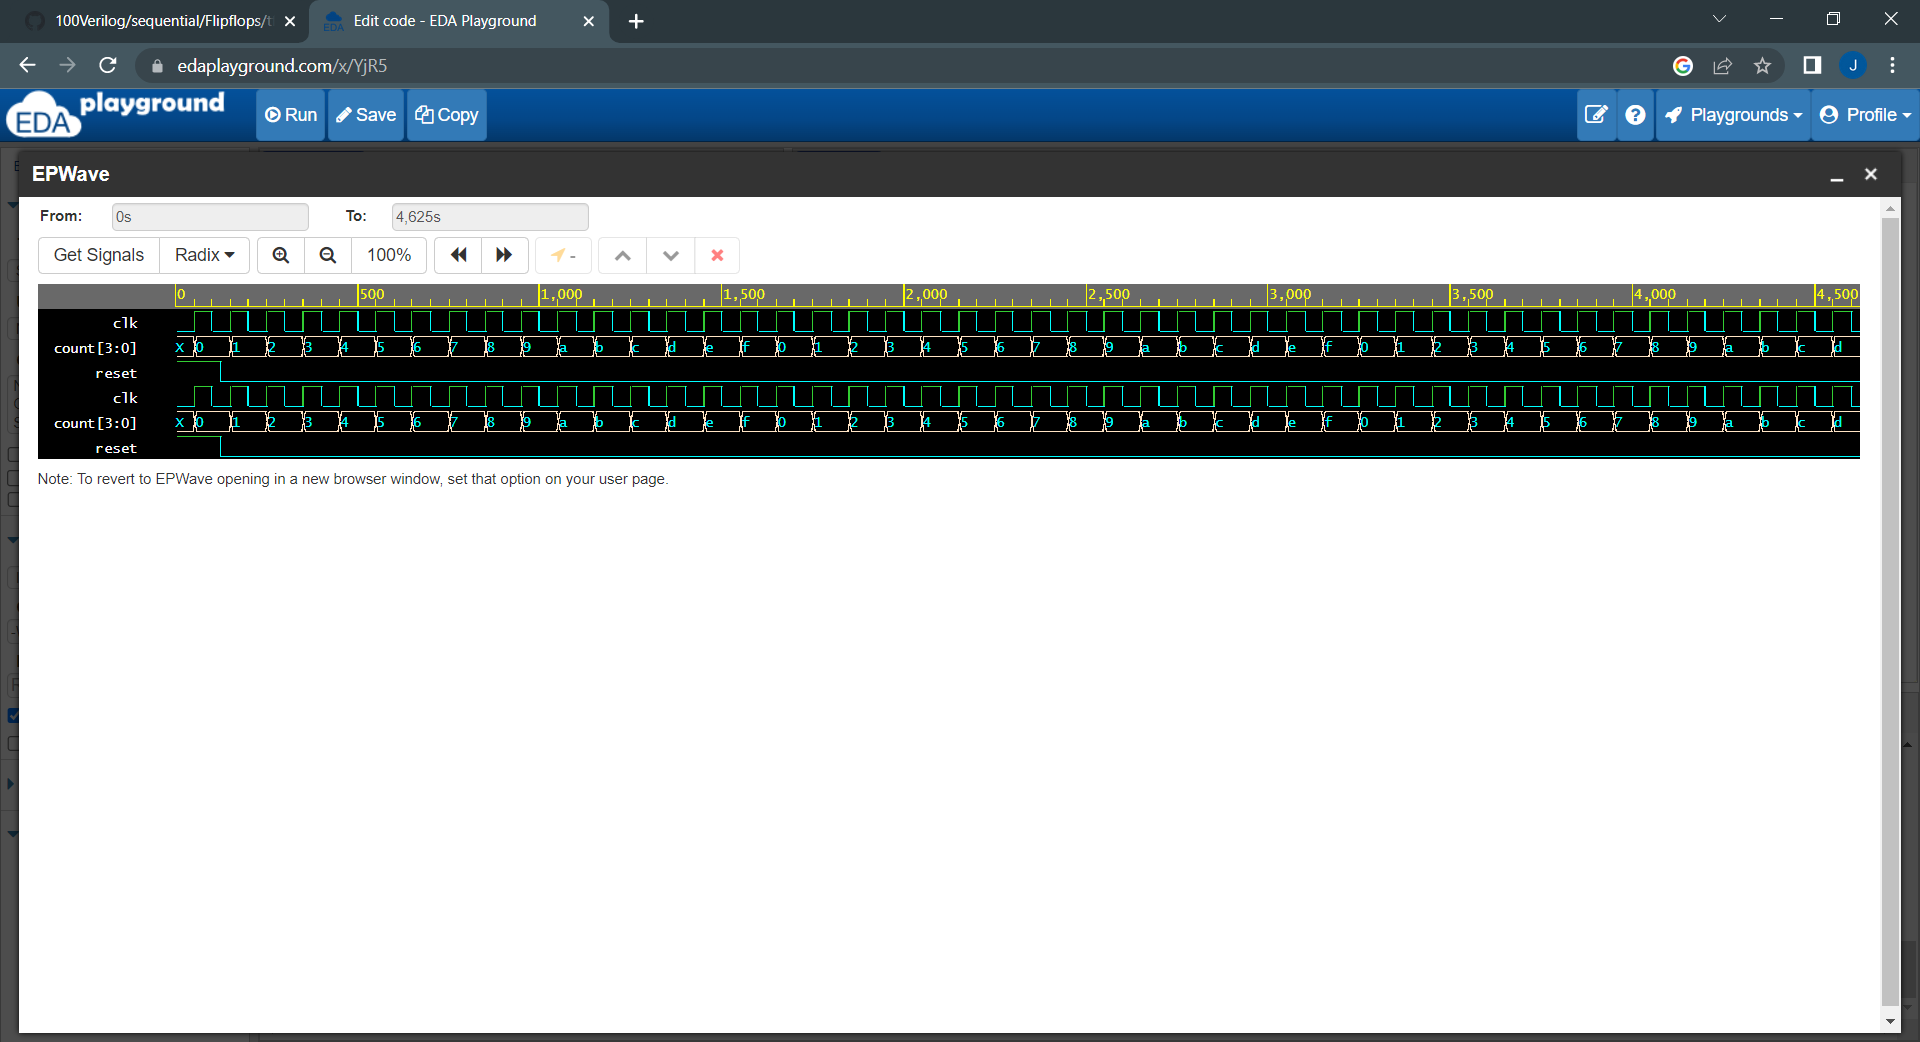 100Verilog/sequential/Flipflops/t
Edit code - EDA Playground
edaplayground.com/x/YjR5
J
EDA playground
Run Save Copy
Playgrounds Profile
EPWave
From: 0s To: 4,625s
Get Signals Radix 100% -
0 500 1,000 1,500 2,000 2,500 3,000 3,500 4,000 4,500
clk
count[3:0] X 0 1 2 3 4 5 6 7 8 9 a b c d e f 0 1 2 3 4 5 6 7 8 9 a b c d e f 0 1 2 3 4 5 6 7 8 9 a b c d
reset
clk
count[3:0] X 0 1 2 3 4 5 6 7 8 9 a b c d e f 0 1 2 3 4 5 6 7 8 9 a b c d e f 0 1 2 3 4 5 6 7 8 9 a b c d
reset
Note: To revert to EPWave opening in a new browser window, set that option on your user page.